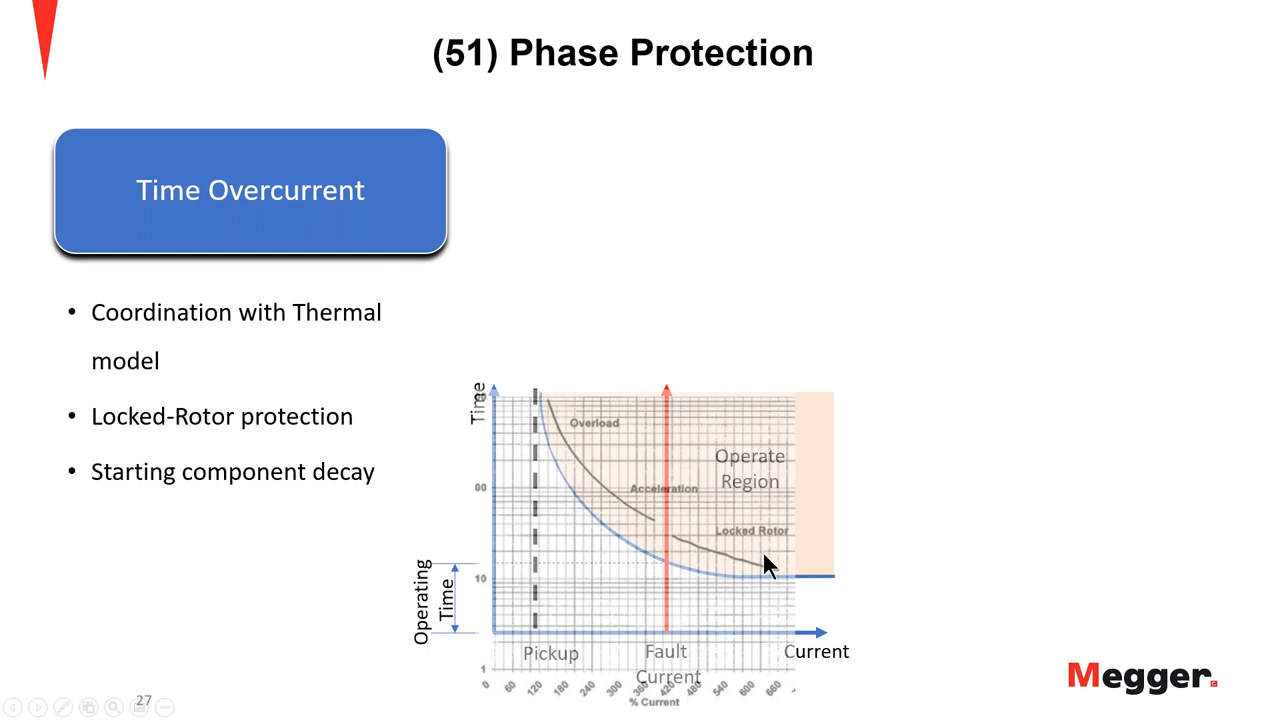 (51) Phase Protection
Time Overcurrent
• Coordination with Thermal
model
• Locked-Rotor protection
• Starting component decay
Time
Overload
Operate
Region
00
Acceleration
Locked Rotor
Operating
Time
10
Pickup
Fault
Current
Current
1
0 60 120 180 240 300 360 420 480 540 600 660
% Current
Megger
27